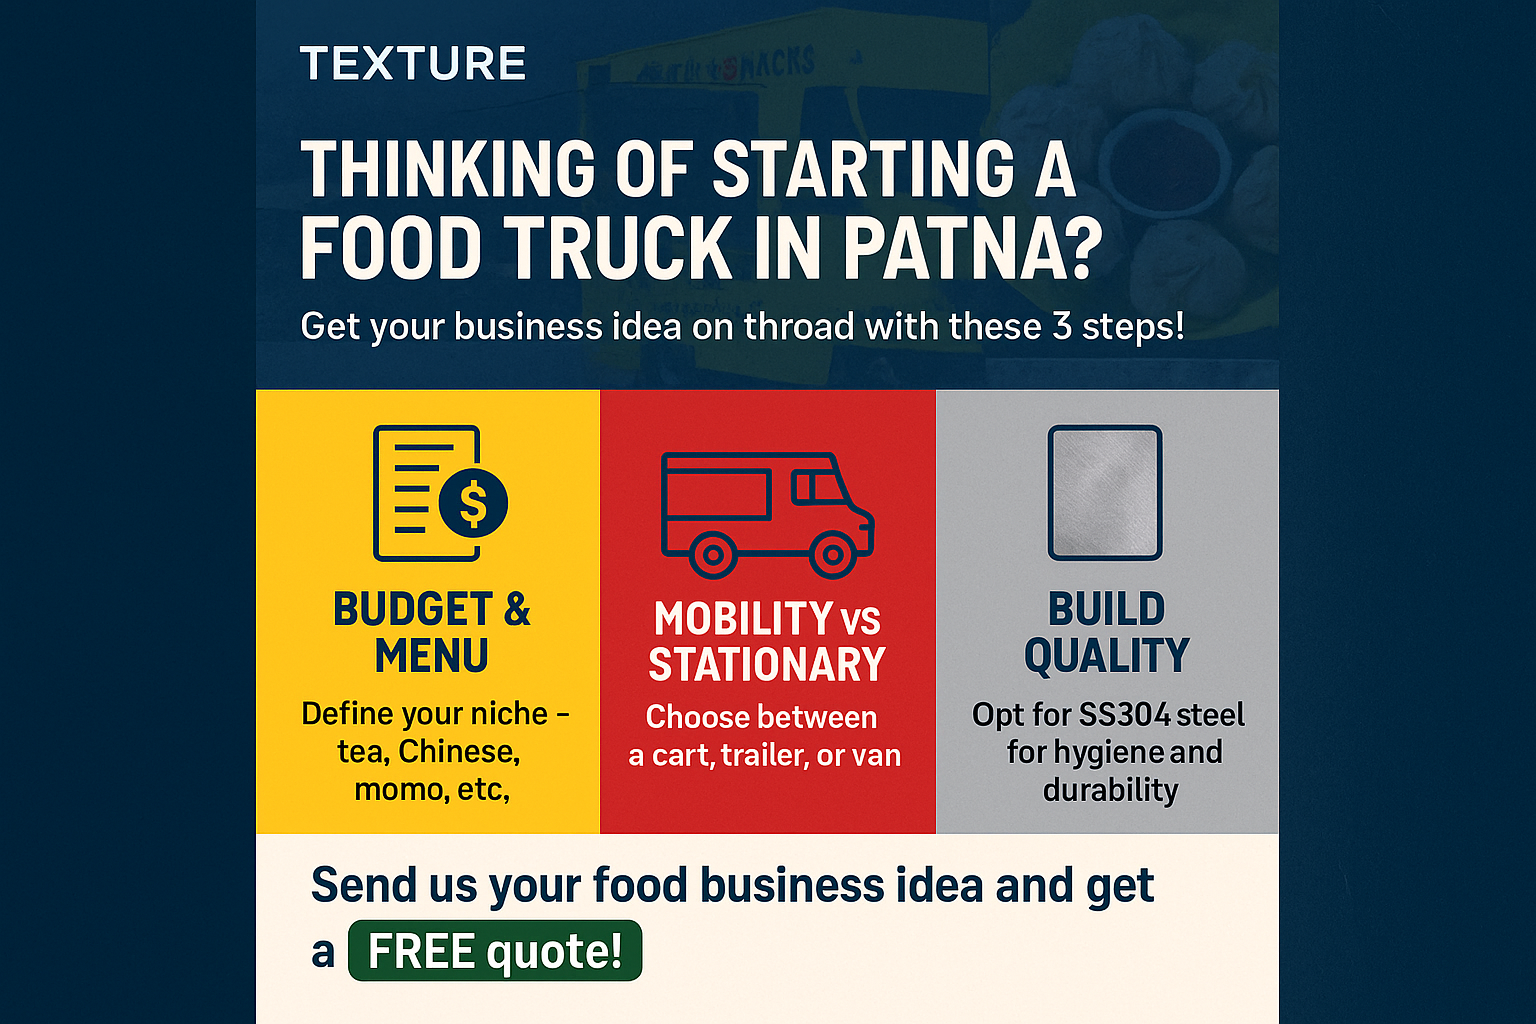 TEXTURE
THINKING OF STARTING A
FOOD TRUCK IN PATNA?
Get your business idea on throad with these 3 steps!
$
BUDGET &
MENU
Define your niche –
tea, Chinese,
momo, etc,
MOBILITY VS
STATIONARY
Choose between
a cart, trailer, or van
BUILD
QUALITY
Opt for SS304 steel
for hygiene and
durability
Send us your food business idea and get
a FREE quote!